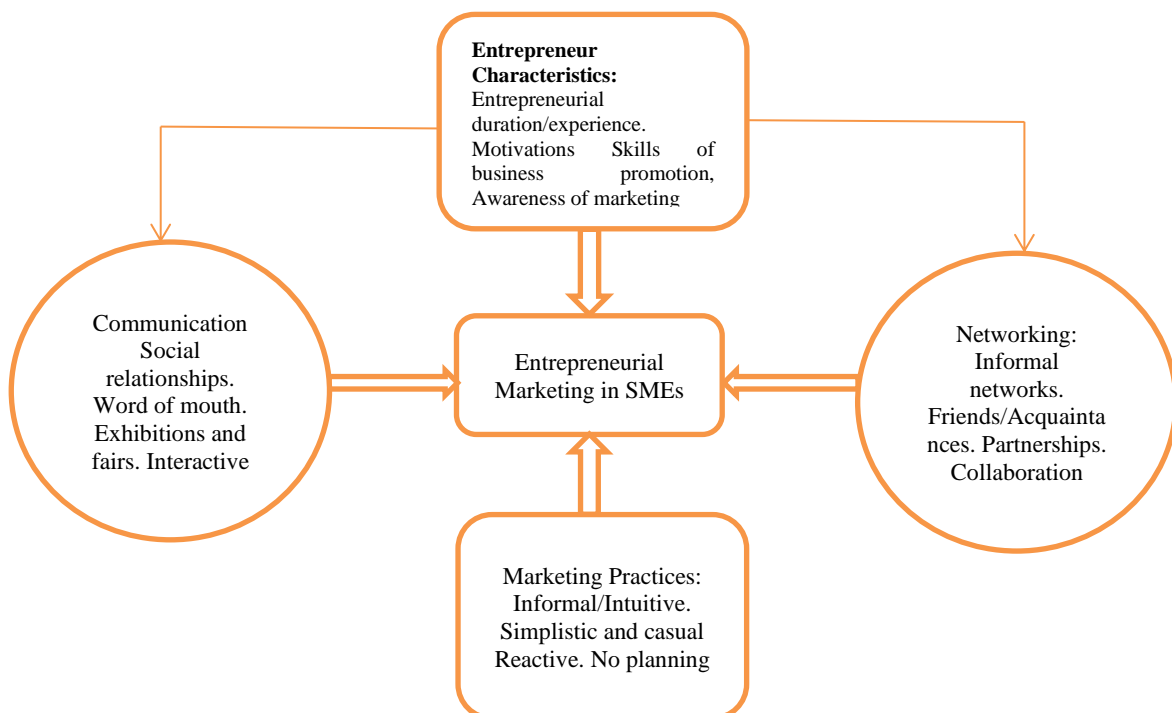 Entrepreneur
Characteristics:
Entrepreneurial
duration/experience.
Motivations Skills of
business promotion,
Awareness of marketing
Communication
Social
relationships.
Word of mouth.
Exhibitions and
fairs. Interactive
Entrepreneurial
Marketing in SMEs
Networking:
Informal
networks.
Friends/Acquainta
nces. Partnerships.
Collaboration
Marketing Practices:
Informal/Intuitive.
Simplistic and casual
Reactive. No planning